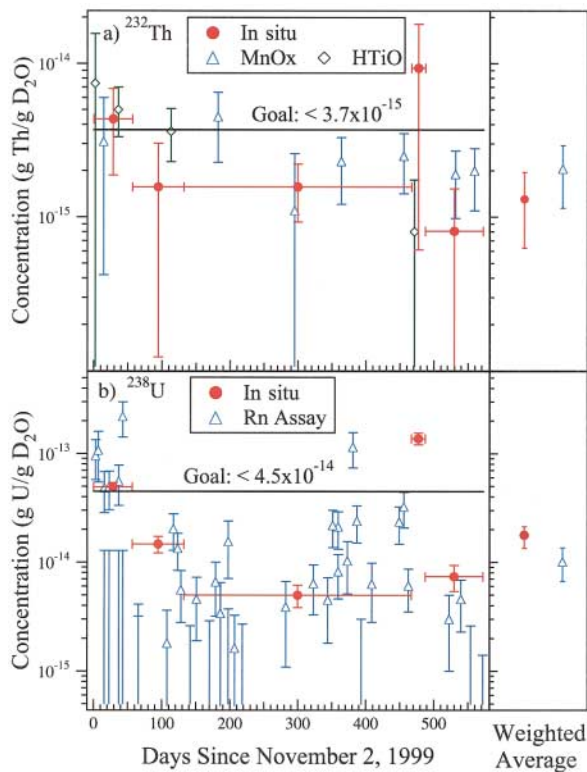 a) ²³²Th
In situ
MnOx
HTiO
Goal: < 3.7x10⁻¹⁵
10⁻¹⁴
10⁻¹⁵
Concentration (g Th/g D₂O)
b) ²³⁸U
In situ
Rn Assay
Goal: < 4.5x10⁻¹⁴
10⁻¹³
10⁻¹⁴
10⁻¹⁵
Concentration (g U/g D₂O)
0 100 200 300 400 500
Days Since November 2, 1999
Weighted
Average